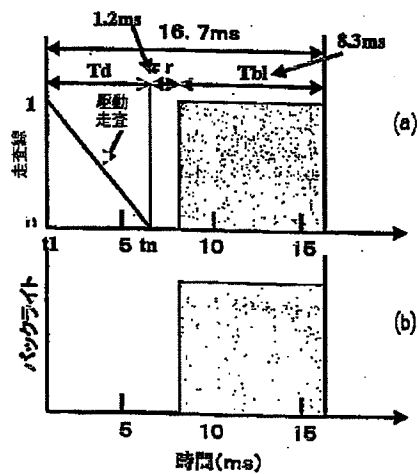 1.2ms
16.7ms
8.3ms
Td
τ r
Tbl
1
駆動
走査
走査線
n
t1
5
tn
10
15
(a)
バックライト
(b)
5
10
15
時間(ms)